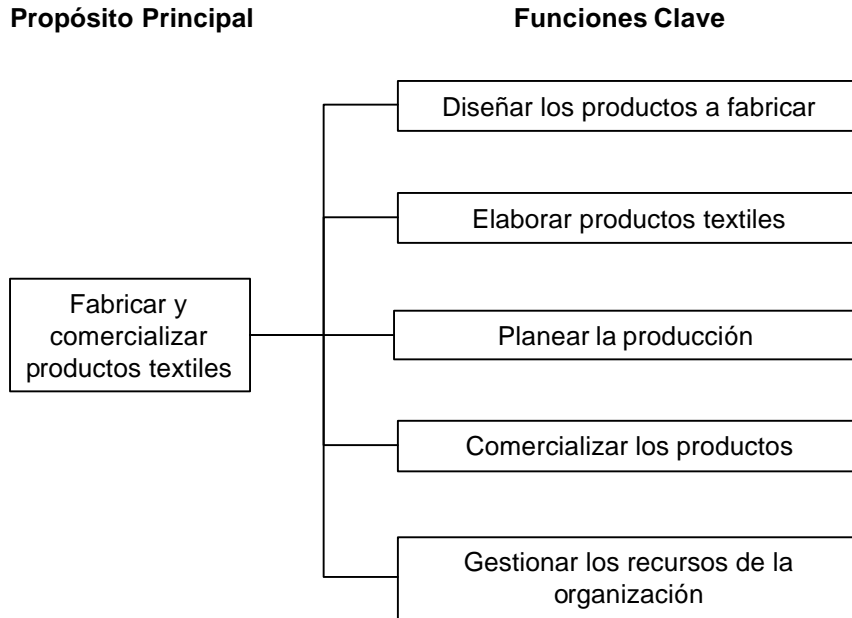 Propósito Principal
Funciones Clave
Diseñar los productos a fabricar
Elaborar productos textiles
Fabricar y
comercializar
productos textiles
Planear la producción
Comercializar los productos
Gestionar los recursos de la
organización